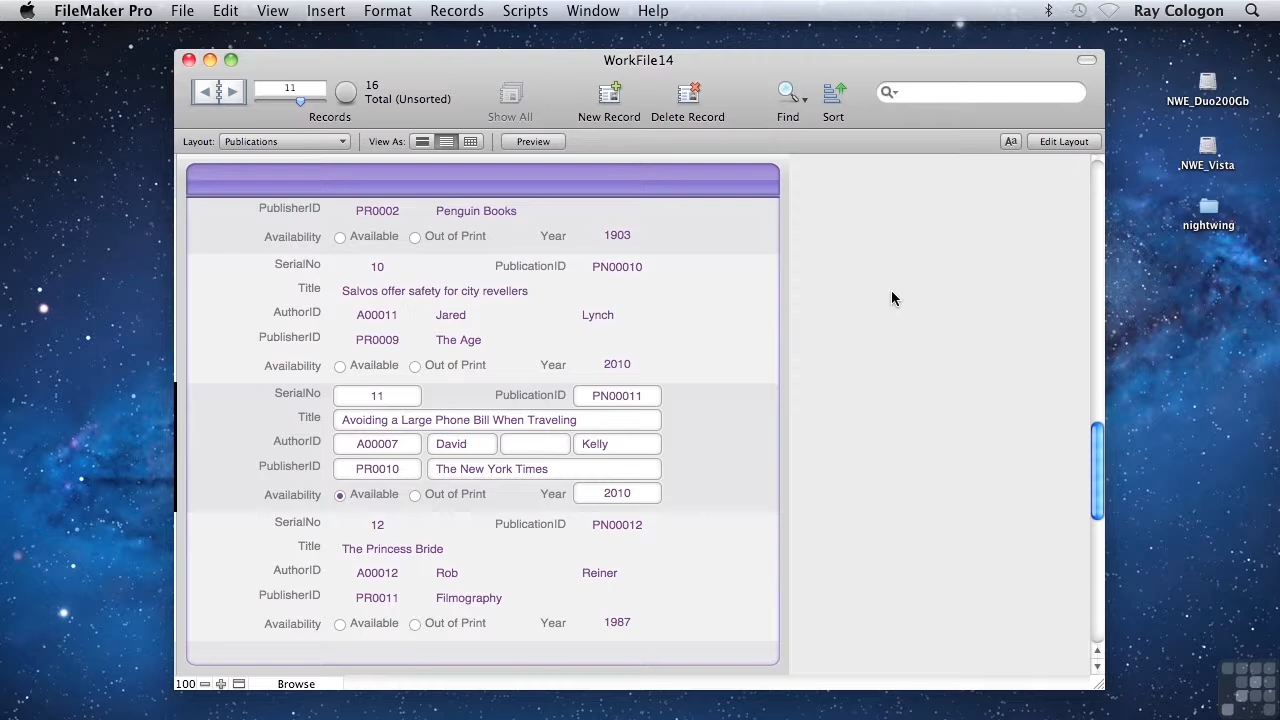 FileMaker Pro File Edit View Insert Format Records Scripts Window Help Ray Cologon
WorkFile14
11 16 Total (Unsorted)
Records Show All New Record Delete Record Find Sort
Layout: Publications View As: Preview Aa Edit Layout
PublisherID PR0002 Penguin Books
Availability Available Out of Print Year 1903
SerialNo 10 PublicationID PN00010
Title Salvos offer safety for city revellers
AuthorID A00011 Jared Lynch
PublisherID PR0009 The Age
Availability Available Out of Print Year 2010
SerialNo 11 PublicationID PN00011
Title Avoiding a Large Phone Bill When Traveling
AuthorID A00007 David Kelly
PublisherID PR0010 The New York Times
Availability Available Out of Print Year 2010
SerialNo 12 PublicationID PN00012
Title The Princess Bride
AuthorID A00012 Rob Reiner
PublisherID PR0011 Filmography
Availability Available Out of Print Year 1987
100 Browse
NWE_Duo200Gb
NWE_Vista
nightwing